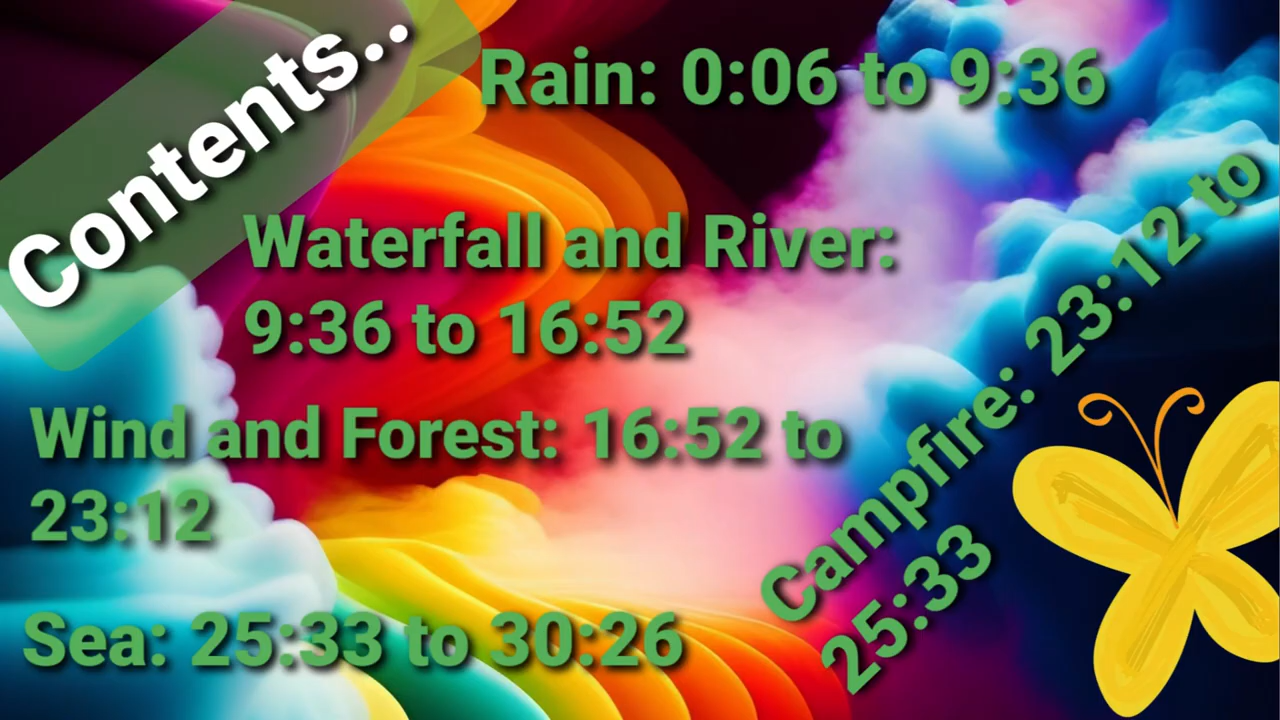 Contents..
Rain: 0:06 to 9:36
Waterfall and River:
9:36 to 16:52
Wind and Forest: 16:52 to
23:12
Campfire: 23:12 to
25:33
Sea: 25:33 to 30:26